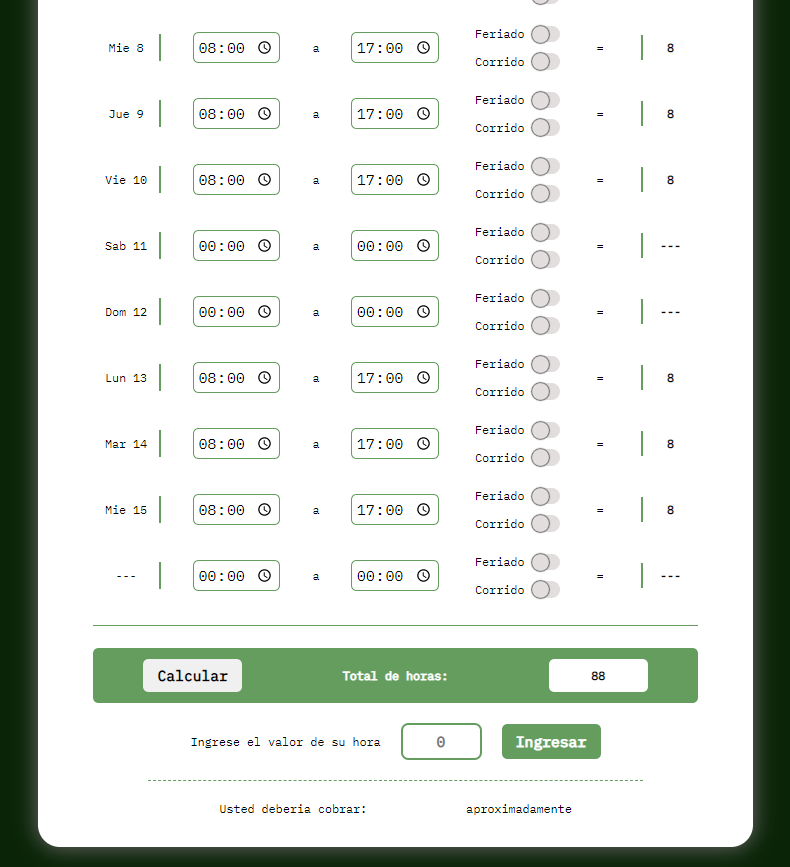 Mie 8 08:00 a 17:00 Feriado = 8
Corrido
Jue 9 08:00 a 17:00 Feriado = 8
Corrido
Vie 10 08:00 a 17:00 Feriado = 8
Corrido
Sab 11 00:00 a 00:00 Feriado = ---
Corrido
Dom 12 00:00 a 00:00 Feriado = ---
Corrido
Lun 13 08:00 a 17:00 Feriado = 8
Corrido
Mar 14 08:00 a 17:00 Feriado = 8
Corrido
Mie 15 08:00 a 17:00 Feriado = 8
Corrido
--- 00:00 a 00:00 Feriado = ---
Corrido
Calcular Total de horas: 88
Ingrese el valor de su hora 0 Ingresar
Usted deberia cobrar: aproximadamente